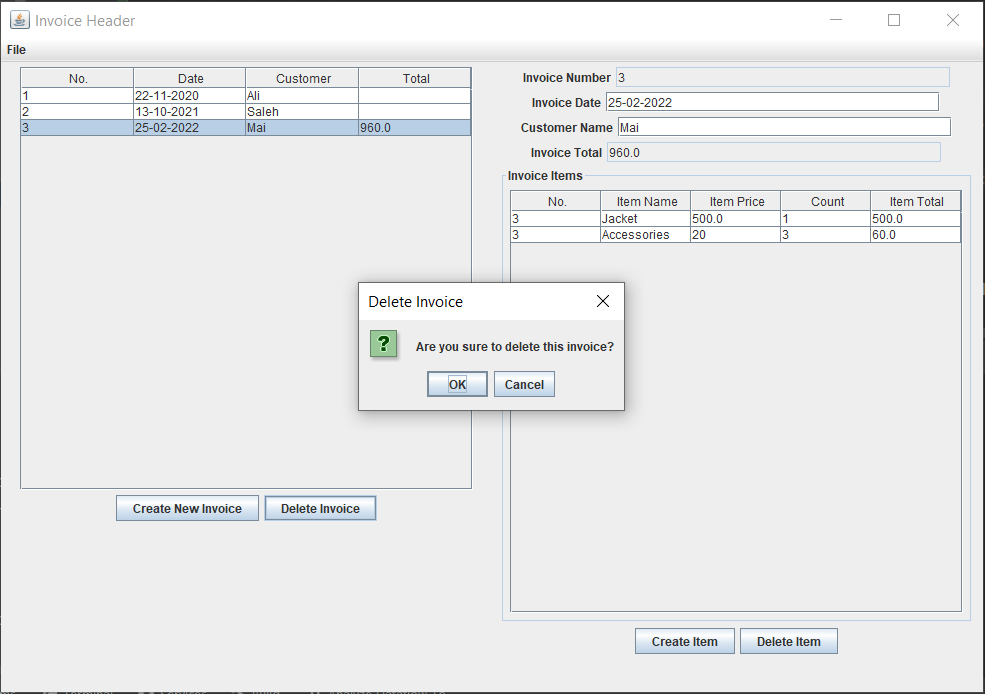 Invoice Header
File
No. Date Customer Total
1 22-11-2020 Ali
2 13-10-2021 Saleh
3 25-02-2022 Mai 960.0
Create New Invoice Delete Invoice
Invoice Number 3
Invoice Date 25-02-2022
Customer Name Mai
Invoice Total 960.0
Invoice Items
No. Item Name Item Price Count Item Total
3 Jacket 500.0 1 500.0
3 Accessories 20 3 60.0
Create Item Delete Item
Delete Invoice
?
Are you sure to delete this invoice?
OK Cancel